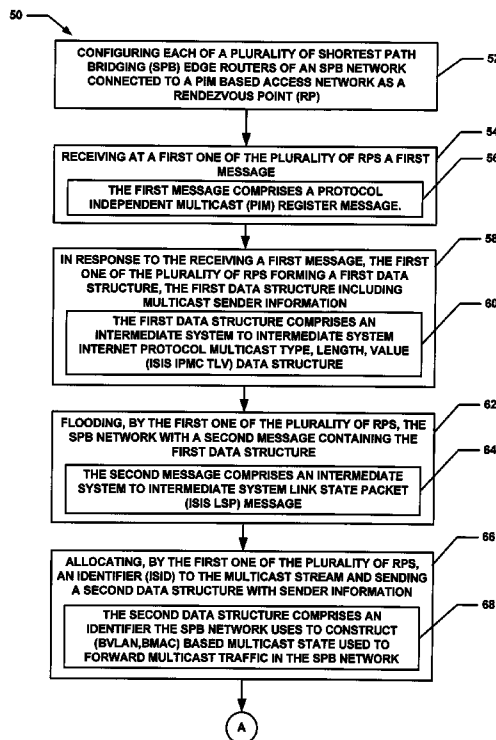 50
CONFIGURING EACH OF A PLURALITY OF SHORTEST PATH
BRIDGING (SPB) EDGE ROUTERS OF AN SPB NETWORK
CONNECTED TO A PIM BASED ACCESS NETWORK AS A
RENDEZVOUS POINT (RP)
52
54
RECEIVING AT A FIRST ONE OF THE PLURALITY OF RPS A FIRST
MESSAGE
56
THE FIRST MESSAGE COMPRISES A PROTOCOL
INDEPENDENT MULTICAST (PIM) REGISTER MESSAGE.
58
IN RESPONSE TO THE RECEIVING A FIRST MESSAGE, THE FIRST
ONE OF THE PLURALITY OF RPS FORMING A FIRST DATA
STRUCTURE, THE FIRST DATA STRUCTURE INCLUDING
MULTICAST SENDER INFORMATION
60
THE FIRST DATA STRUCTURE COMPRISES AN
INTERMEDIATE SYSTEM TO INTERMEDIATE SYSTEM
INTERNET PROTOCOL MULTICAST TYPE, LENGTH, VALUE
(ISIS IPMC TLV) DATA STRUCTURE
62
FLOODING, BY THE FIRST ONE OF THE PLURALITY OF RPS, THE
SPB NETWORK WITH A SECOND MESSAGE CONTAINING THE
FIRST DATA STRUCTURE
64
THE SECOND MESSAGE COMPRISES AN INTERMEDIATE
SYSTEM TO INTERMEDIATE SYSTEM LINK STATE PACKET
(ISIS LSP) MESSAGE
66
ALLOCATING, BY THE FIRST ONE OF THE PLURALITY OF RPS,
AN IDENTIFIER (ISID) TO THE MULTICAST STREAM AND SENDING
A SECOND DATA STRUCTURE WITH SENDER INFORMATION
68
THE SECOND DATA STRUCTURE COMPRISES AN
IDENTIFIER THE SPB NETWORK USES TO CONSTRUCT
(BVLAN,BMAC) BASED MULTICAST STATE USED TO
FORWARD MULTICAST TRAFFIC IN THE SPB NETWORK
A